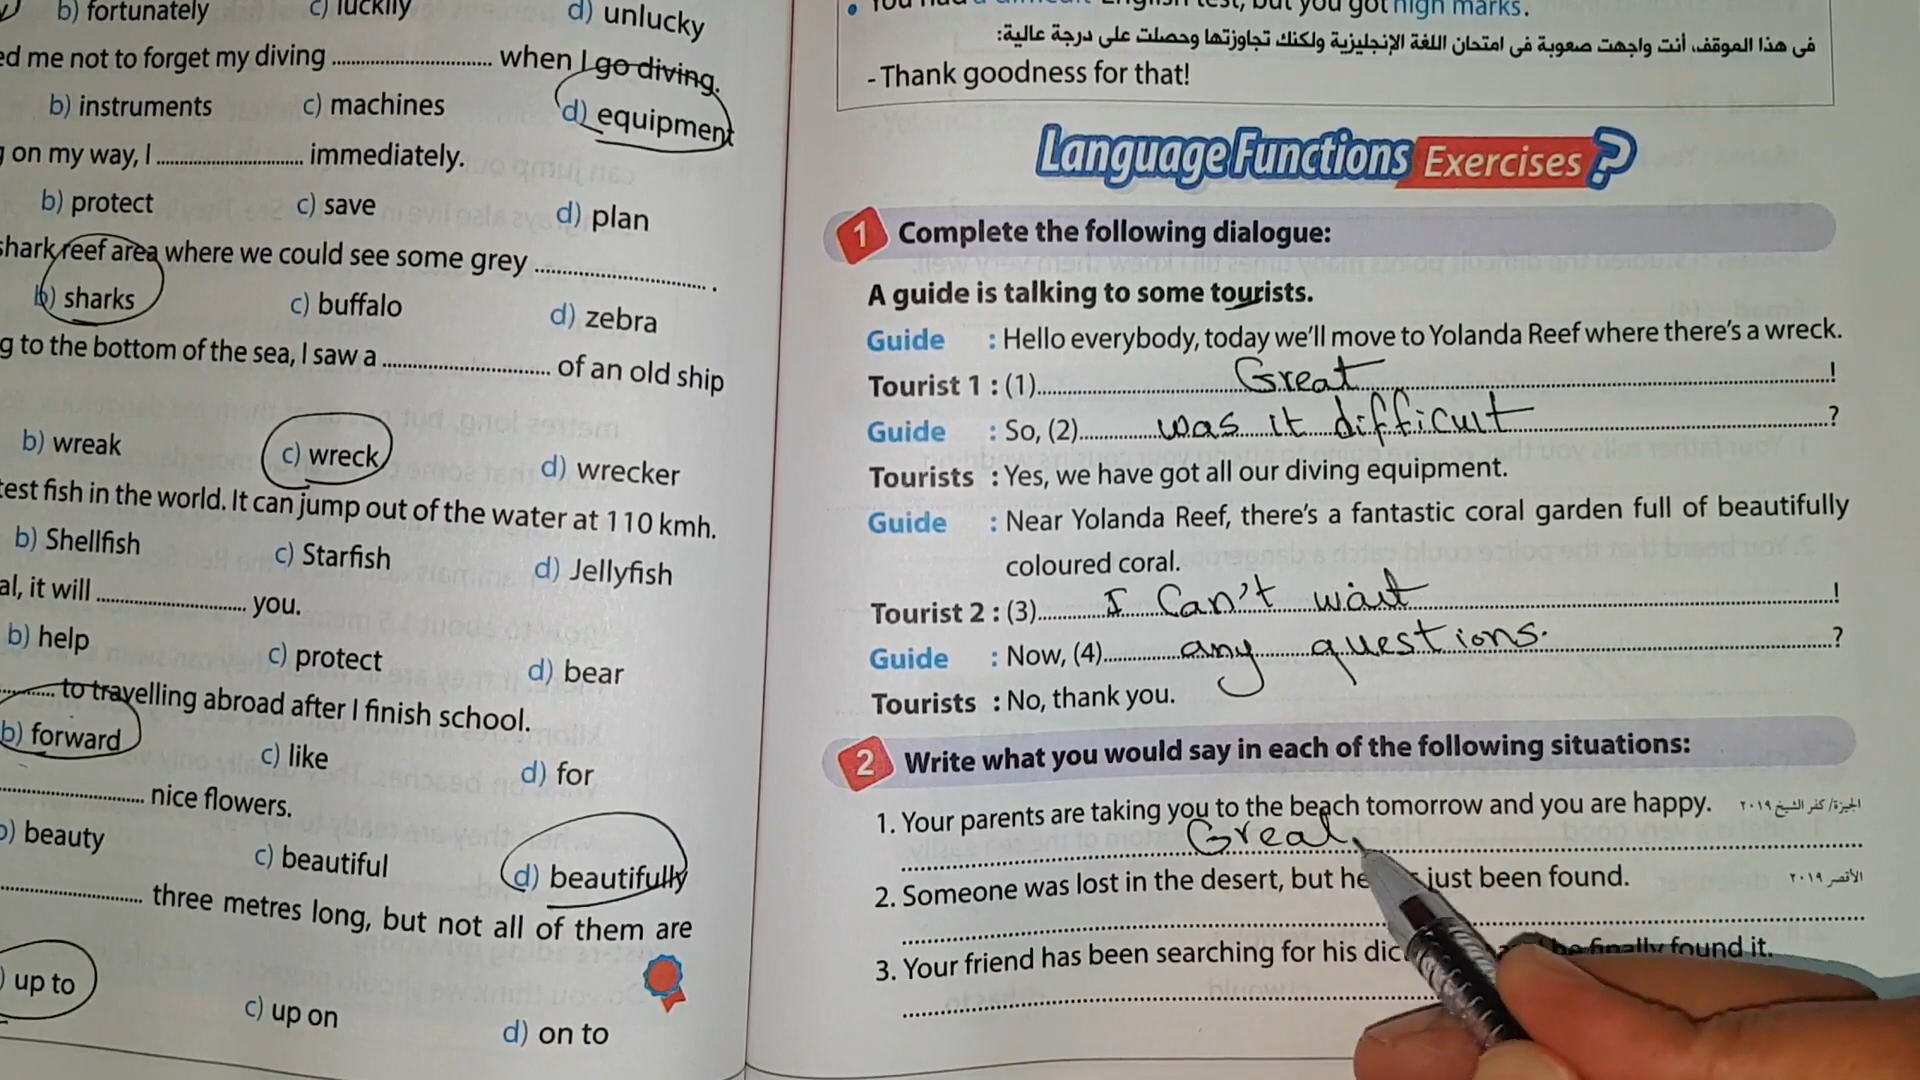 b) fortunately c) luckily d) unlucky
ed me not to forget my diving ............................ when I go diving.
b) instruments c) machines d) equipment
g on my way, I ......................... immediately.
b) protect c) save d) plan
shark reef area where we could see some grey ............................. .
b) sharks c) buffalo d) zebra
g to the bottom of the sea, I saw a ............................ of an old ship
b) wreak c) wreck d) wrecker
test fish in the world. It can jump out of the water at 110 kmh.
b) Shellfish c) Starfish d) Jellyfish
al, it will ......................... you.
b) help c) protect d) bear
.......... to travelling abroad after I finish school.
b) forward c) like d) for
......................... nice flowers.
b) beauty c) beautiful d) beautifully
......................... three metres long, but not all of them are
) up to c) up on d) on to
English test, but you got high marks.
فى هذا الموقف، أنت واجهت صعوبة فى امتحان اللغة الإنجليزية ولكنك تجاوزتها وحصلت على درجة عالية:
- Thank goodness for that!
Language Functions Exercises ?
1 Complete the following dialogue:
A guide is talking to some tourists.
Guide : Hello everybody, today we'll move to Yolanda Reef where there's a wreck.
Tourist 1 : (1) Great !
Guide : So, (2) was it difficult ?
Tourists : Yes, we have got all our diving equipment.
Guide : Near Yolanda Reef, there's a fantastic coral garden full of beautifully
coloured coral.
Tourist 2 : (3) I Can't wait !
Guide : Now, (4) any questions. ?
Tourists : No, thank you.
2 Write what you would say in each of the following situations:
1. Your parents are taking you to the beach tomorrow and you are happy. الجيزة/ كفر الشيخ ٢٠١٩
Great
2. Someone was lost in the desert, but he just been found. الأقصر ٢٠١٩
3. Your friend has been searching for his he finally found it.